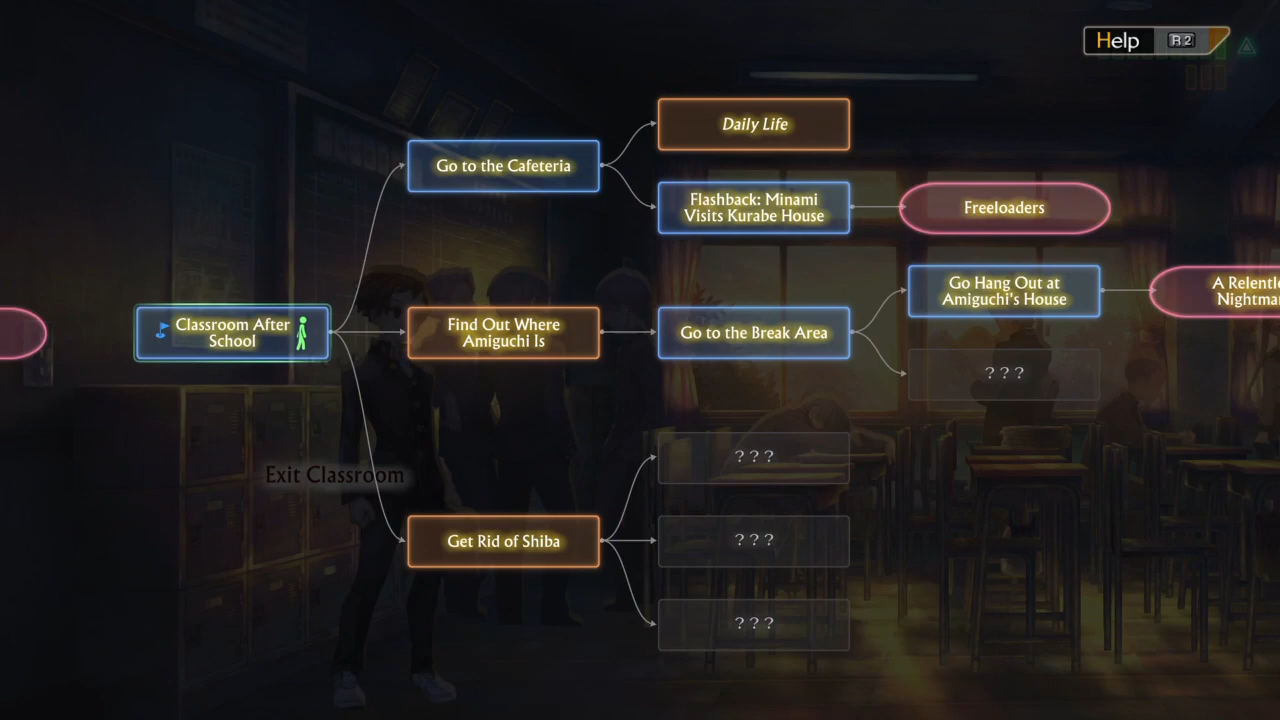 Help R2
Daily Life
Go to the Cafeteria
Flashback: Minami
Visits Kurabe House
Freeloaders
Go Hang Out at
Amiguchi's House
A Relentle
Nightmar
Classroom After
School
Find Out Where
Amiguchi Is
Go to the Break Area
???
???
Exit Classroom
Get Rid of Shiba
???
???